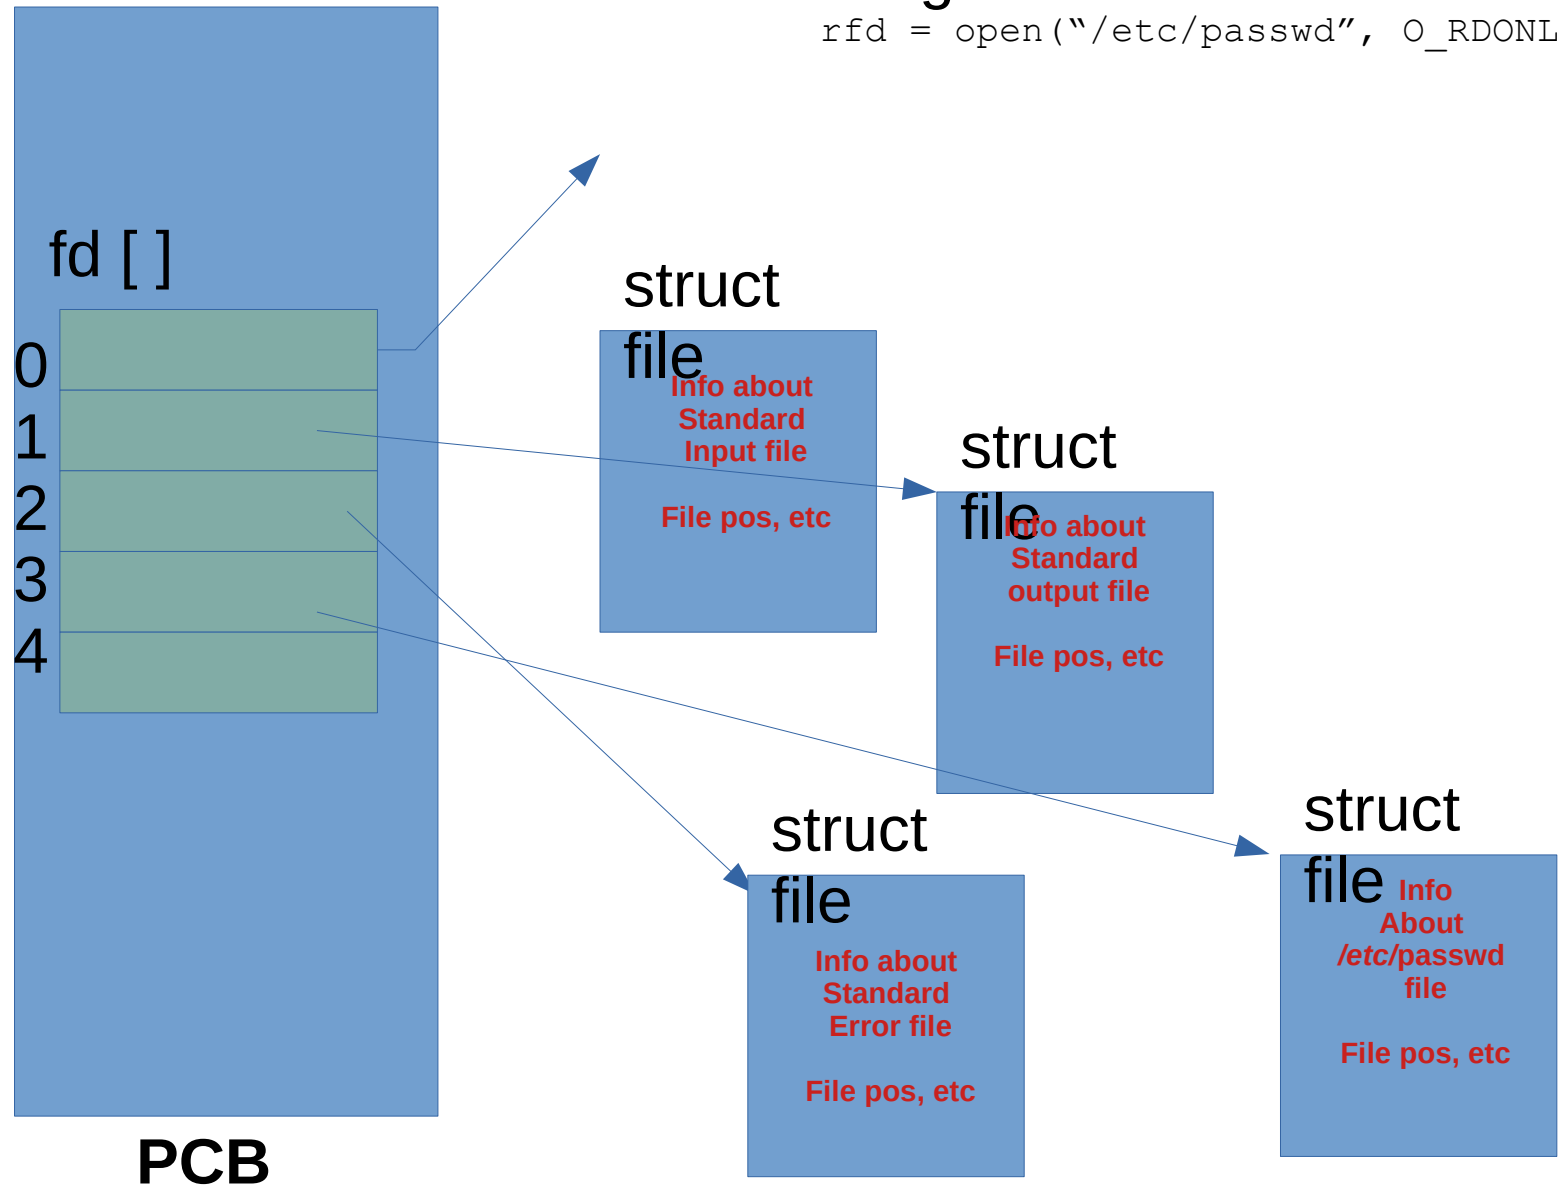 rfd = open(“/etc/passwd”, O_RDONL
fd [ ]
0
1
2
3
4
PCB
struct
file
Info about
Standard
Input file
File pos, etc
struct
file
Info about
Standard
output file
File pos, etc
struct
file
Info about
Standard
Error file
File pos, etc
struct
file
Info
About
/etc/passwd
file
File pos, etc